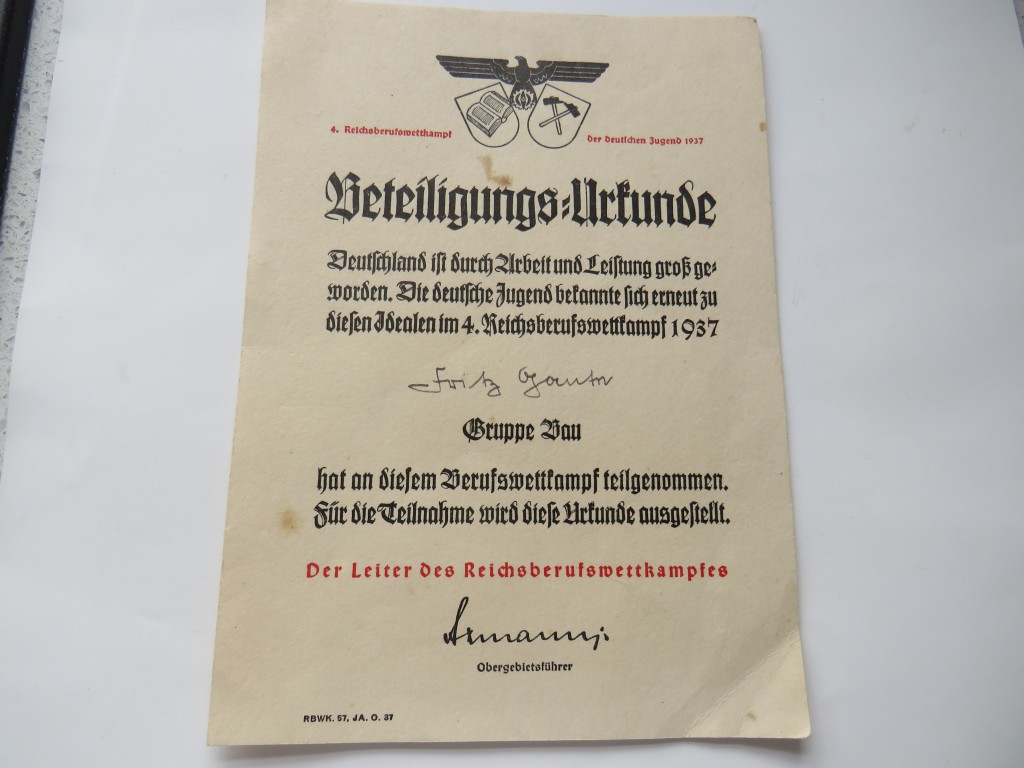 4. Reichsberufswettkampf
der deutschen Jugend 1937
Beteiligungs-Urkunde
Deutschland ist durch Arbeit und Leistung groß ge-
worden. Die deutsche Jugend bekannte sich erneut zu
diesen Idealen im 4. Reichsberufswettkampf 1937
Fritz
Gruppe Bau
hat an diesem Berufswettkampf teilgenommen.
Für die Teilnahme wird diese Urkunde ausgestellt.
Der Leiter des Reichsberufswettkampfes
Obergebietsführer
RBWK. 57, JA. O. 37